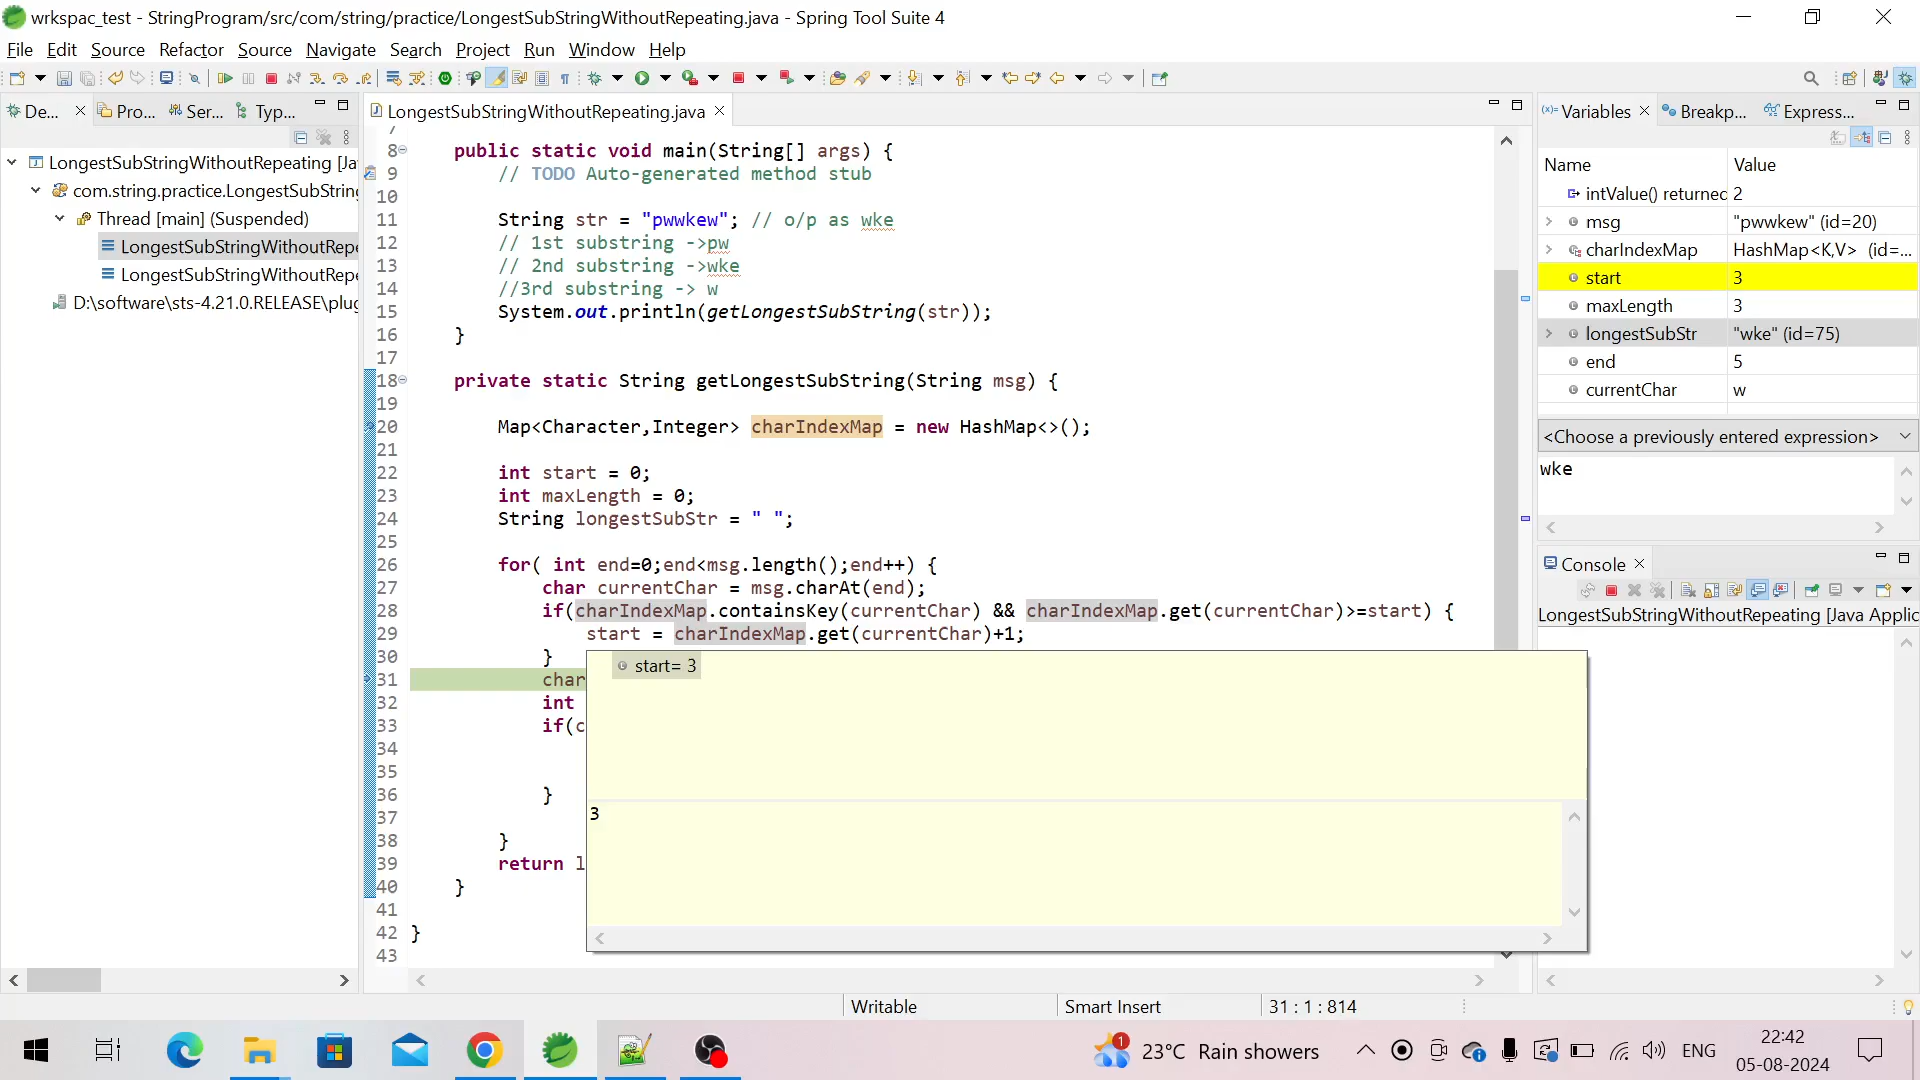 wrkspac_test - StringProgram/src/com/string/practice/LongestSubStringWithoutRepeating.java - Spring Tool Suite 4
File Edit Source Refactor Source Navigate Search Project Run Window Help
De... Pro... Ser... Typ...
LongestSubStringWithoutRepeating [Ja
com.string.practice.LongestSubString
Thread [main] (Suspended)
LongestSubStringWithoutRepe
LongestSubStringWithoutRepe
D:\software\sts-4.21.0.RELEASE\plug
LongestSubStringWithoutRepeating.java
7
8 public static void main(String[] args) {
9 // TODO Auto-generated method stub
10
11 String str = "pwwkew"; // o/p as wke
12 // 1st substring ->pw
13 // 2nd substring ->wke
14 //3rd substring -> w
15 System.out.println(getLongestSubString(str));
16 }
17
18 private static String getLongestSubString(String msg) {
19
20 Map<Character,Integer> charIndexMap = new HashMap<>();
21
22 int start = 0;
23 int maxLength = 0;
24 String longestSubStr = " ";
25
26 for( int end=0;end<msg.length();end++) {
27 char currentChar = msg.charAt(end);
28 if(charIndexMap.containsKey(currentChar) && charIndexMap.get(currentChar)>=start) {
29 start = charIndexMap.get(currentChar)+1;
30 }
31 char
32 int
33 if(c
34
35
36 }
37
38 }
39 return l
40 }
41
42 }
43
start= 3
3
Variables Breakp... Express...
Name Value
intValue() returned 2
msg "pwwkew" (id=20)
charIndexMap HashMap<K,V> (id=...
start 3
maxLength 3
longestSubStr "wke" (id=75)
end 5
currentChar w
<Choose a previously entered expression>
wke
Console
LongestSubStringWithoutRepeating [Java Applic
Writable Smart Insert 31 : 1 : 814
1 23°C Rain showers ENG 22:42
05-08-2024